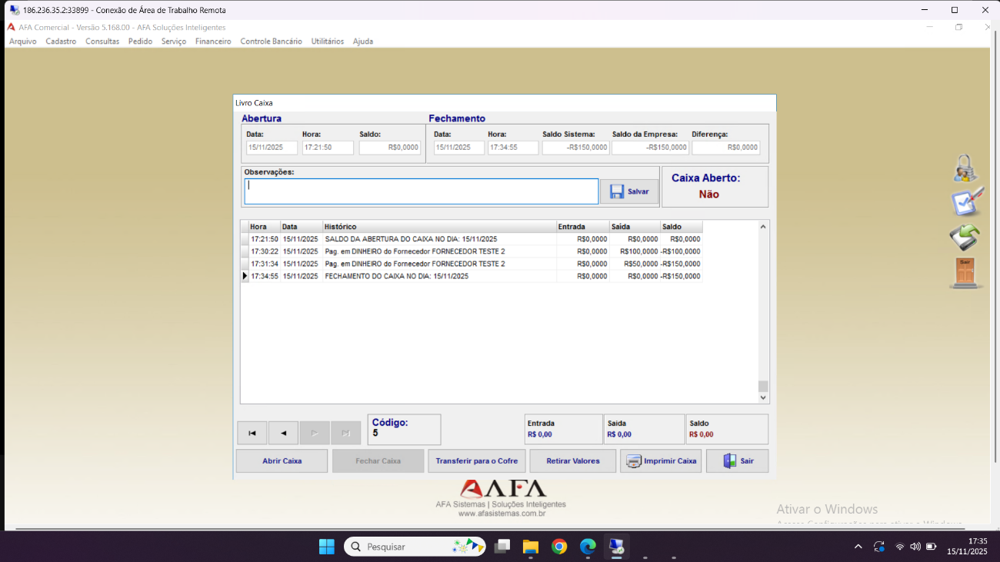 186.236.35.2:33899 - Conexão de Área de Trabalho Remota
AFA Comercial - Versão 5.168.00 - AFA Soluções Inteligentes
Arquivo Cadastro Consultas Pedido Serviço Financeiro Controle Bancário Utilitários Ajuda
Livro Caixa
Abertura Fechamento
Data: Hora: Saldo: Data: Hora: Saldo Sistema: Saldo da Empresa: Diferença:
15/11/2025 17:21:50 R$0,0000 15/11/2025 17:34:55 -R$150,0000 -R$150,0000 R$0,0000
Observações:
Salvar
Caixa Aberto:
Não
Hora Data Histórico Entrada Saida Saldo
17:21:50 15/11/2025 SALDO DA ABERTURA DO CAIXA NO DIA: 15/11/2025 R$0,0000 R$0,0000 R$0,0000
17:30:22 15/11/2025 Pag. em DINHEIRO do Fornecedor FORNECEDOR TESTE 2 R$0,0000 R$100,0000 -R$100,0000
17:31:34 15/11/2025 Pag. em DINHEIRO do Fornecedor FORNECEDOR TESTE 2 R$0,0000 R$50,0000 -R$150,0000
17:34:55 15/11/2025 FECHAMENTO DO CAIXA NO DIA: 15/11/2025 R$0,0000 R$0,0000 -R$150,0000
Código:
5
Entrada Saida Saldo
R$ 0,00 R$ 0,00 R$ 0,00
Abrir Caixa Fechar Caixa Transferir para o Cofre Retirar Valores Imprimir Caixa Sair
Sair
AFA
AFA Sistemas | Soluções Inteligentes
www.afasistemas.com.br
Ativar o Windows
Pesquisar
17:35
15/11/2025